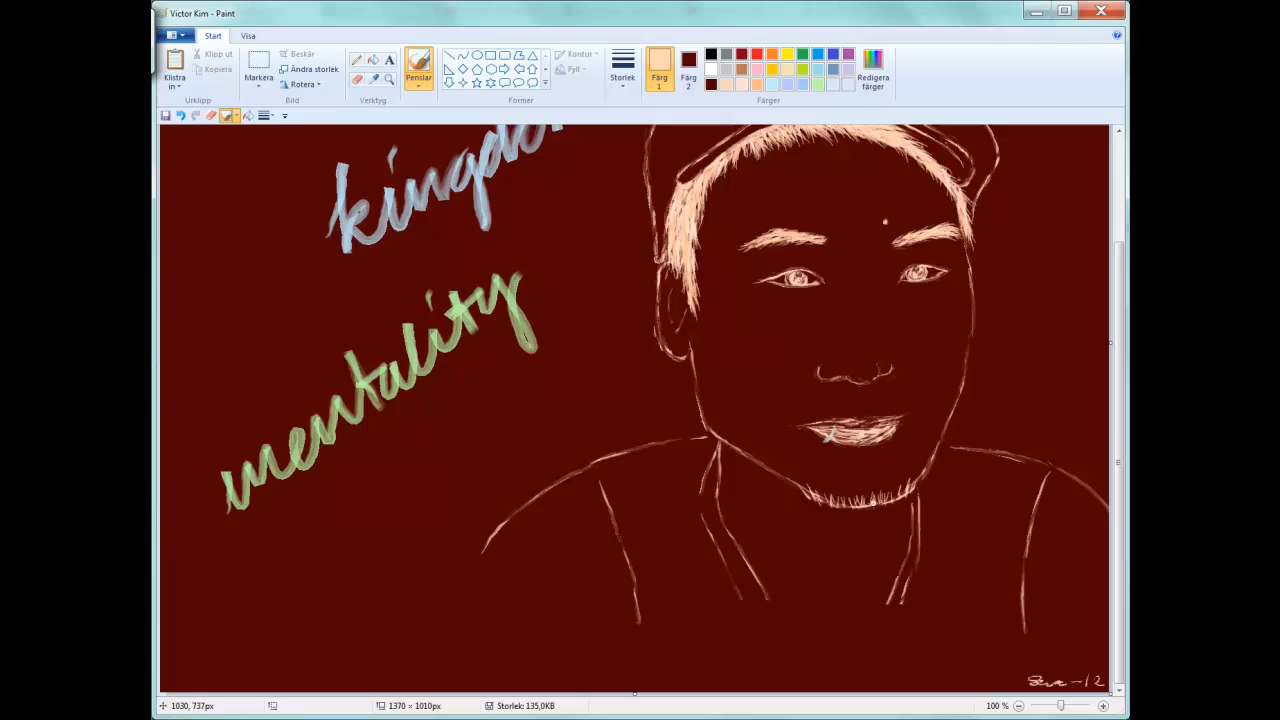 Victor Kim - Paint
Start Visa
Klistra in
Klipp ut
Kopiera
Urklipp
Markera
Beskär
Ändra storlek
Rotera
Bild
A
Verktyg
Penslar
Kontur
Fyll
Former
Storlek
Färg 1
Färg 2
Redigera färger
Färger
mentality
-12
1030, 737px
1370 × 1010px
Storlek: 135,0KB
100 %